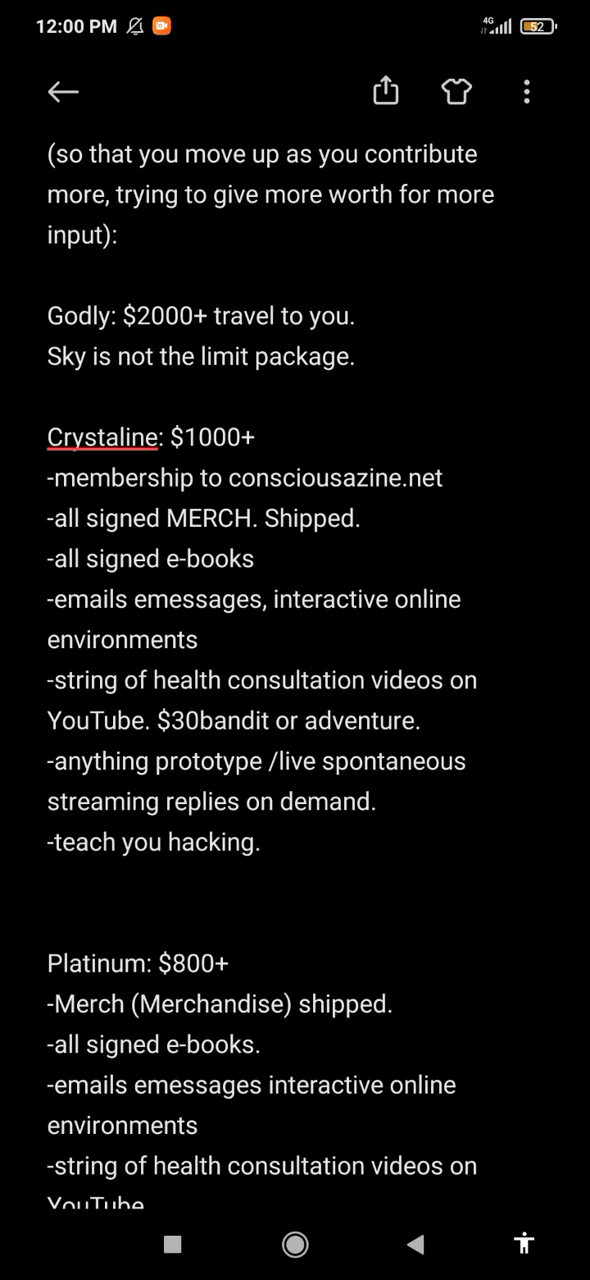 12:00 PM
4G
52
(so that you move up as you contribute
more, trying to give more worth for more
input):
Godly: $2000+ travel to you.
Sky is not the limit package.
Crystaline: $1000+
-membership to consciousazine.net
-all signed MERCH. Shipped.
-all signed e-books
-emails emessages, interactive online
environments
-string of health consultation videos on
YouTube. $30bandit or adventure.
-anything prototype /live spontaneous
streaming replies on demand.
-teach you hacking.
Platinum: $800+
-Merch (Merchandise) shipped.
-all signed e-books.
-emails emessages interactive online
environments
-string of health consultation videos on
YouTube